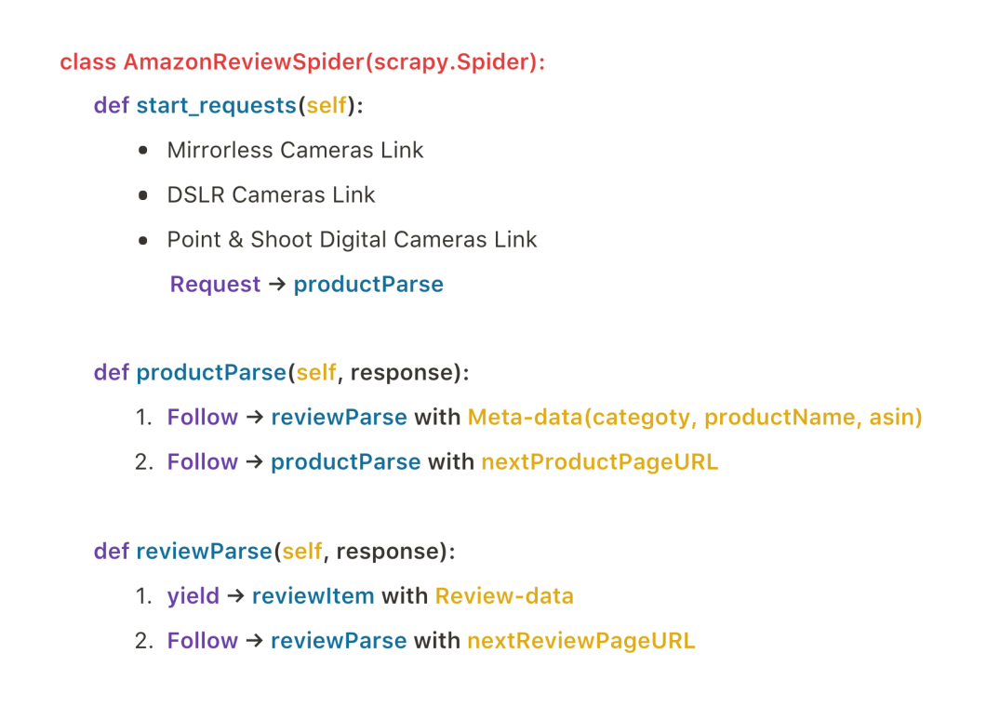 class AmazonReviewSpider(scrapy.Spider):
def start_requests(self):
• Mirrorless Cameras Link
• DSLR Cameras Link
• Point & Shoot Digital Cameras Link
Request → productParse
def productParse(self, response):
1. Follow → reviewParse with Meta-data(categoty, productName, asin)
2. Follow → productParse with nextProductPageURL
def reviewParse(self, response):
1. yield → reviewItem with Review-data
2. Follow → reviewParse with nextReviewPageURL